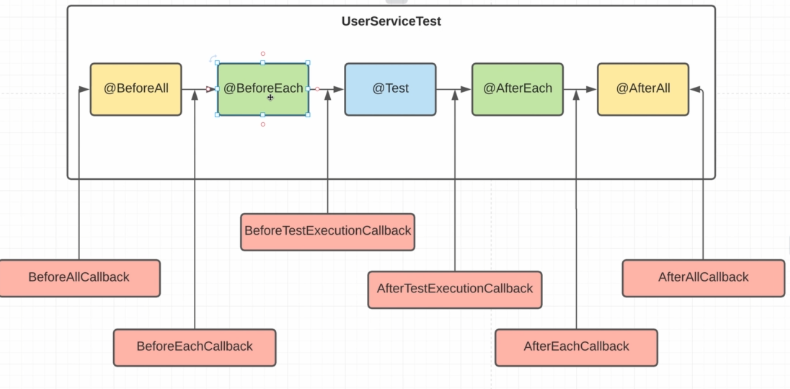 UserServiceTest
@BeforeAll
@BeforeEach
@Test
@AfterEach
@AfterAll
BeforeTestExecutionCallback
BeforeAllCallback
AfterTestExecutionCallback
AfterAllCallback
BeforeEachCallback
AfterEachCallback